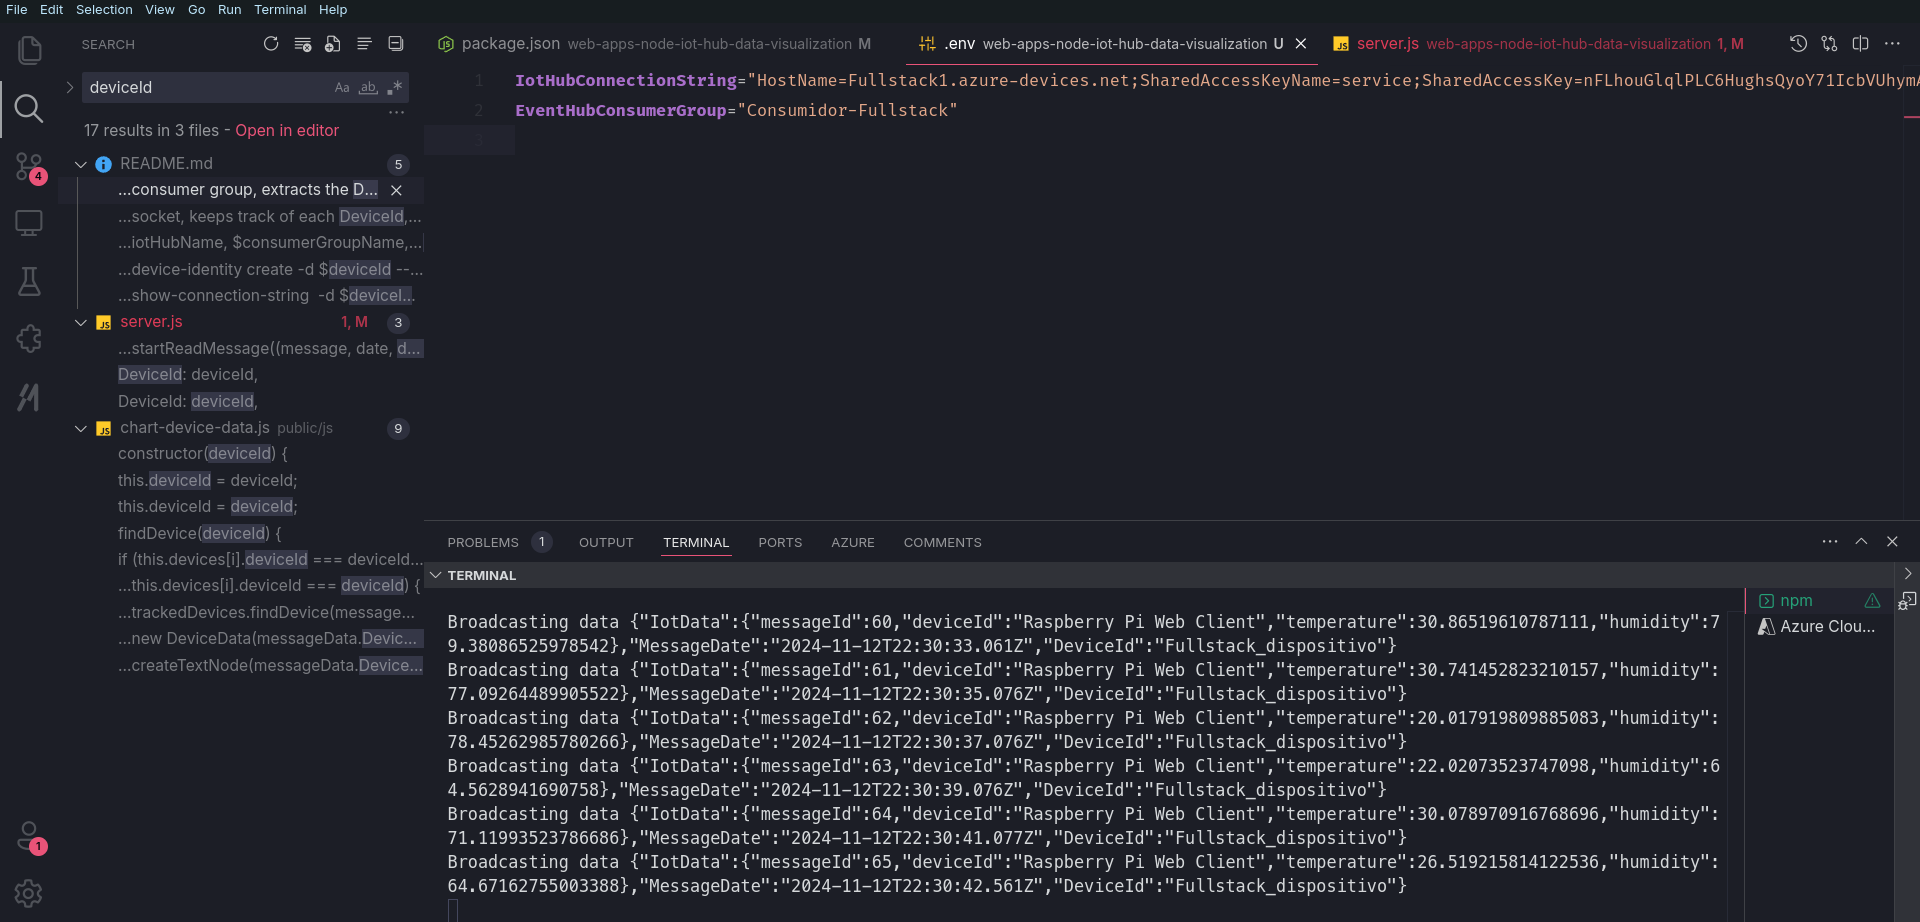 File Edit Selection View Go Run Terminal Help
SEARCH
deviceId
Aa ab .*
17 results in 3 files - Open in editor
README.md 5
...consumer group, extracts the D...
...socket, keeps track of each DeviceId,...
...iotHubName, $consumerGroupName,...
...device-identity create -d $deviceId --...
...show-connection-string -d $deviceI...
server.js 1, M 3
...startReadMessage((message, date, d...
DeviceId: deviceId,
DeviceId: deviceId,
chart-device-data.js public/js 9
constructor(deviceId) {
this.deviceId = deviceId;
this.deviceId = deviceId;
findDevice(deviceId) {
if (this.devices[i].deviceId === deviceId...
...this.devices[i].deviceId === deviceId) {
...trackedDevices.findDevice(message...
...new DeviceData(messageData.Devic...
...createTextNode(messageData.Device...
4
1
package.json web-apps-node-iot-hub-data-visualization M
.env web-apps-node-iot-hub-data-visualization U
server.js web-apps-node-iot-hub-data-visualization 1, M
1 IotHubConnectionString="HostName=Fullstack1.azure-devices.net;SharedAccessKeyName=service;SharedAccessKey=nFLhouGlqlPLC6HughsQyoY71IcbVUhymA
2 EventHubConsumerGroup="Consumidor-Fullstack"
3
PROBLEMS 1 OUTPUT TERMINAL PORTS AZURE COMMENTS
TERMINAL
Broadcasting data {"IotData":{"messageId":60,"deviceId":"Raspberry Pi Web Client","temperature":30.86519610787111,"humidity":7
9.38086525978542},"MessageDate":"2024-11-12T22:30:33.061Z","DeviceId":"Fullstack_dispositivo"}
Broadcasting data {"IotData":{"messageId":61,"deviceId":"Raspberry Pi Web Client","temperature":30.741452823210157,"humidity":
77.09264489905522},"MessageDate":"2024-11-12T22:30:35.076Z","DeviceId":"Fullstack_dispositivo"}
Broadcasting data {"IotData":{"messageId":62,"deviceId":"Raspberry Pi Web Client","temperature":20.017919809885083,"humidity":
78.45262985780266},"MessageDate":"2024-11-12T22:30:37.076Z","DeviceId":"Fullstack_dispositivo"}
Broadcasting data {"IotData":{"messageId":63,"deviceId":"Raspberry Pi Web Client","temperature":22.02073523747098,"humidity":6
4.5628941690758},"MessageDate":"2024-11-12T22:30:39.076Z","DeviceId":"Fullstack_dispositivo"}
Broadcasting data {"IotData":{"messageId":64,"deviceId":"Raspberry Pi Web Client","temperature":30.078970916768696,"humidity":
71.11993523786686},"MessageDate":"2024-11-12T22:30:41.077Z","DeviceId":"Fullstack_dispositivo"}
Broadcasting data {"IotData":{"messageId":65,"deviceId":"Raspberry Pi Web Client","temperature":26.519215814122536,"humidity":
64.67162755003388},"MessageDate":"2024-11-12T22:30:42.561Z","DeviceId":"Fullstack_dispositivo"}
npm
Azure Clou...